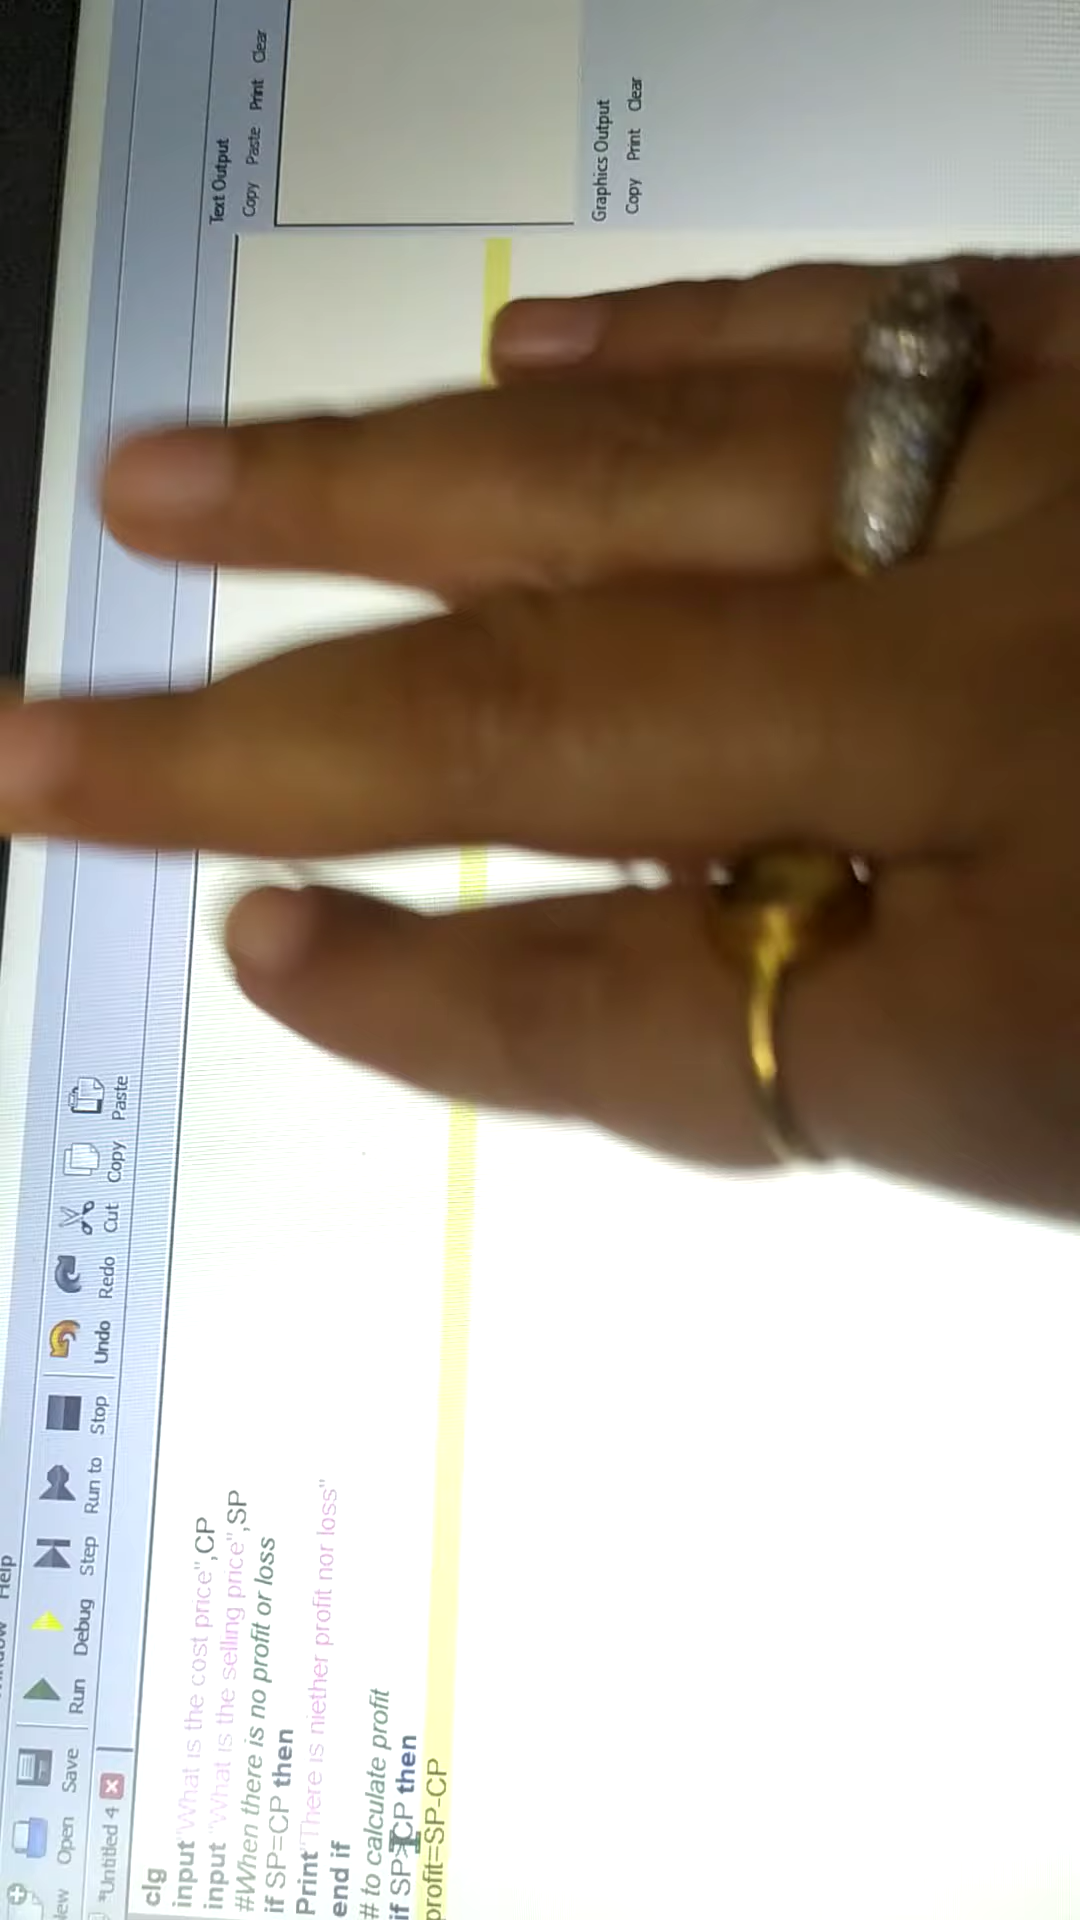 Help
New Open Save Run Debug Step Run to Stop Undo Redo Cut Copy Paste
*Untitled 4
clg
input"What is the cost price",CP
input "What is the selling price",SP
#When there is no profit or loss
if SP=CP then
Print"There is niether profit nor loss"
end if
# to calculate profit
if SP>CP then
profit=SP-CP
Text Output
Copy Paste Print Clear
Graphics Output
Copy Print Clear